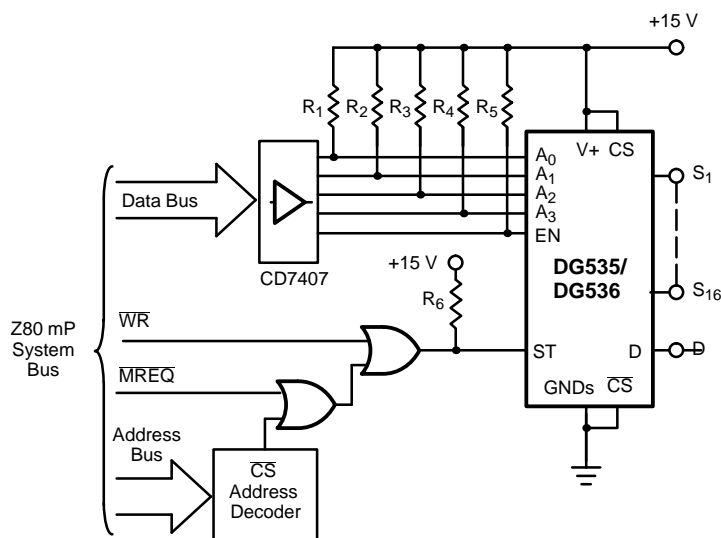 +15 V
R1
R2
R3
R4
R5
V+ CS
A0
A1
A2
A3
EN
S1
Data Bus
CD7407
+15 V
DG535/
DG536
S16
R6
Z80 mP
System
Bus
WR
MREQ
ST
D
D
GNDs
CS
Address
Bus
CS
Address
Decoder